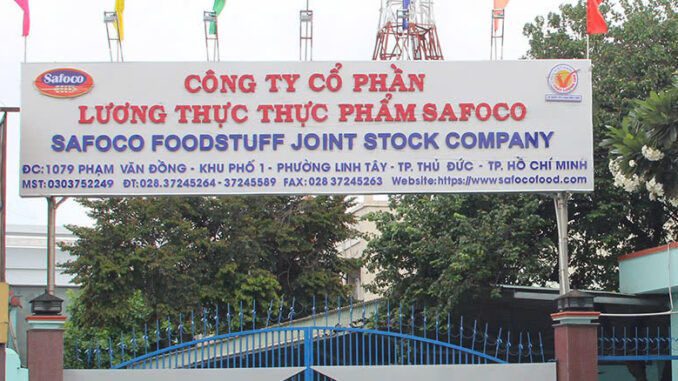 Safoco
CÔNG TY CỔ PHẦN
LƯƠNG THỰC THỰC PHẨM SAFOCO
SAFOCO FOODSTUFF JOINT STOCK COMPANY
ĐC: 1079 PHẠM VĂN ĐỒNG - KHU PHỐ 1 - PHƯỜNG LINH TÂY - TP. THỦ ĐỨC - TP. HỒ CHÍ MINH
MST: 0303752249 ĐT: 028.37245264 - 37245589 FAX: 028 37245263 Website: https://www.safocofood.com